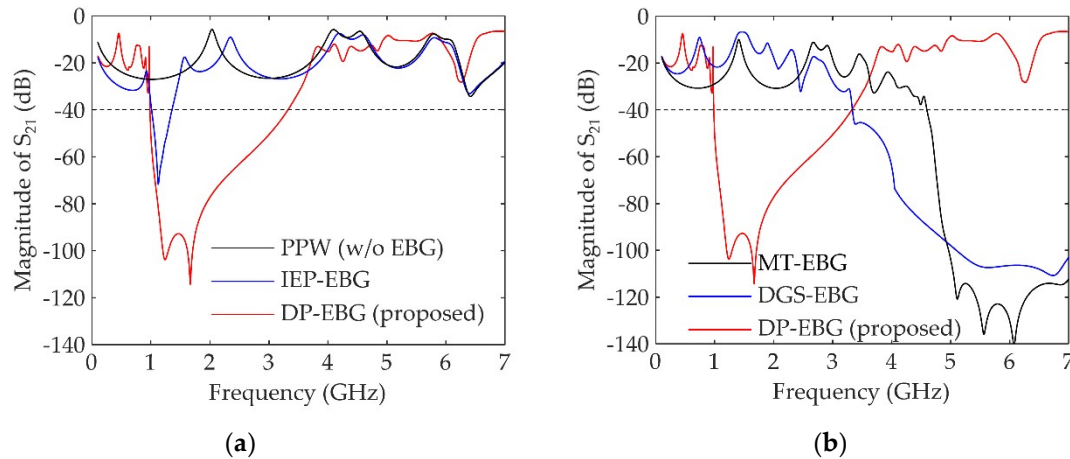 0
-20
-40
-60
-80
-100
-120
-140
Magnitude of S21 (dB)
PPW (w/o EBG)
IEP-EBG
DP-EBG (proposed)
0 1 2 3 4 5 6 7
Frequency (GHz)
(a)
0
-20
-40
-60
-80
-100
-120
-140
Magnitude of S21 (dB)
MT-EBG
DGS-EBG
DP-EBG (proposed)
0 1 2 3 4 5 6 7
Frequency (GHz)
(b)